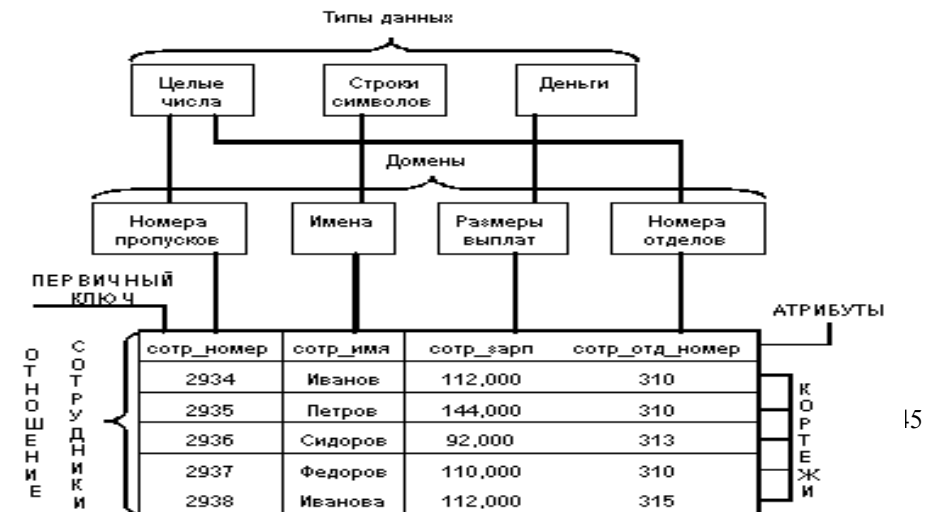 Типы данных
Целые числа
Строки символов
Деньги
Домены
Номера пропусков
Имена
Размеры выплат
Номера отделов
ПЕРВИЧНЫЙ КЛЮЧ
АТРИБУТЫ
ОТНОШЕНИЕ
СОТРУДНИКИ
сотр_номер сотр_имя сотр_зарп сотр_отд_номер
2934 Иванов 112,000 310
2935 Петров 144,000 310
2936 Сидоров 92,000 313
2937 Федоров 110,000 310
2938 Иванова 112,000 315
КОРТЕЖИ
45